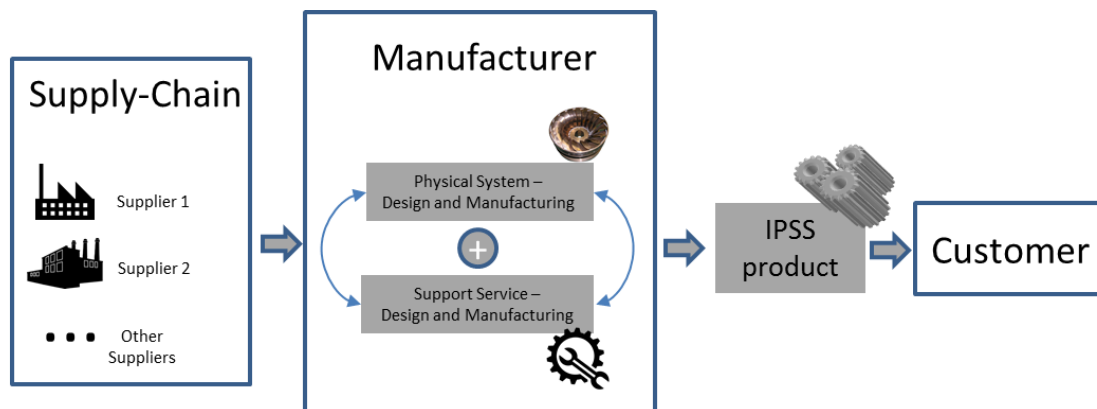 Supply-Chain
Supplier 1
Supplier 2
Other
Suppliers
Manufacturer
Physical System –
Design and Manufacturing
+
Support Service –
Design and Manufacturing
IPSS
product
Customer